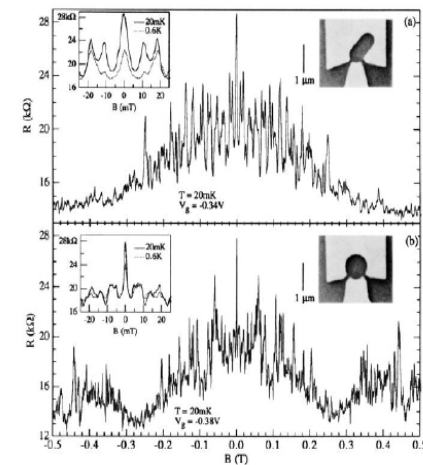 (a)
28kΩ
24
20
20mK
0.6K
-20 -10 0 10 20
B (mT)
28
24
20
16
R (kΩ)
1 μm
T = 20mK
Vg = -0.34V
(b)
28kΩ
24
20
16
20mK
0.6K
-20 -10 0 10 20
B (mT)
28
24
20
16
12
R (kΩ)
1 μm
T = 20mK
Vg = -0.38V
-0.5 -0.4 -0.3 -0.2 -0.1 0.0 0.1 0.2 0.3 0.4 0.5
B (T)